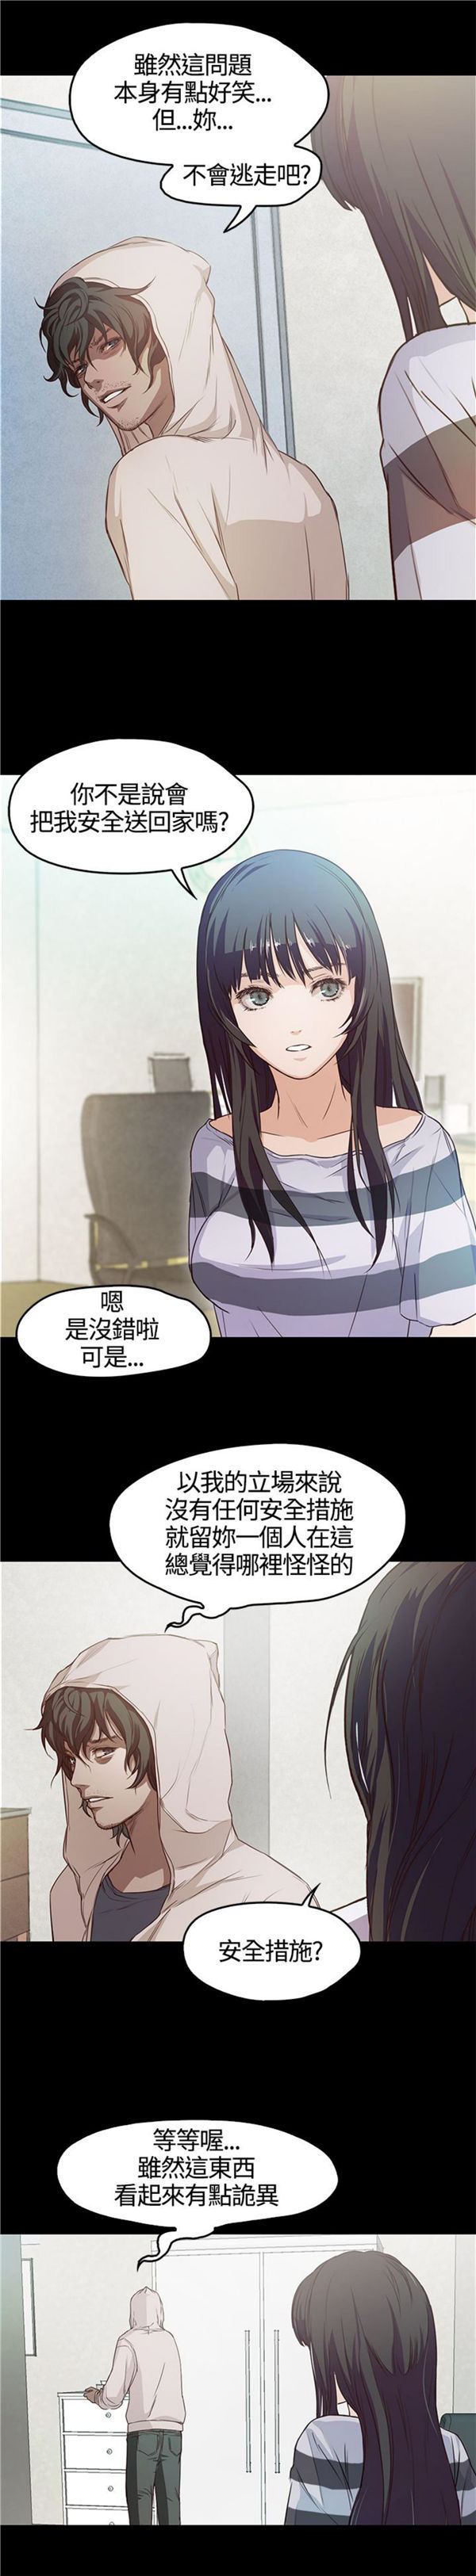 雖然這問題
本身有點好笑...
但...妳...
不會逃走吧?
你不是說會
把我安全送回家嗎?
嗯
是沒錯啦
可是...
以我的立場來說
沒有任何安全措施
就留妳一個人在這
總覺得哪裡怪怪的
安全措施?
等等喔...
雖然這東西
看起來有點詭異